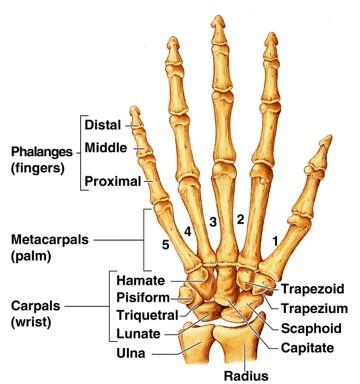 Distal
Phalanges
(fingers)
Middle
Proximal
Metacarpals
(palm)
5
4
3
2
1
Carpals
(wrist)
Hamate
Pisiform
Triquetral
Lunate
Ulna
Trapezoid
Trapezium
Scaphoid
Capitate
Radius